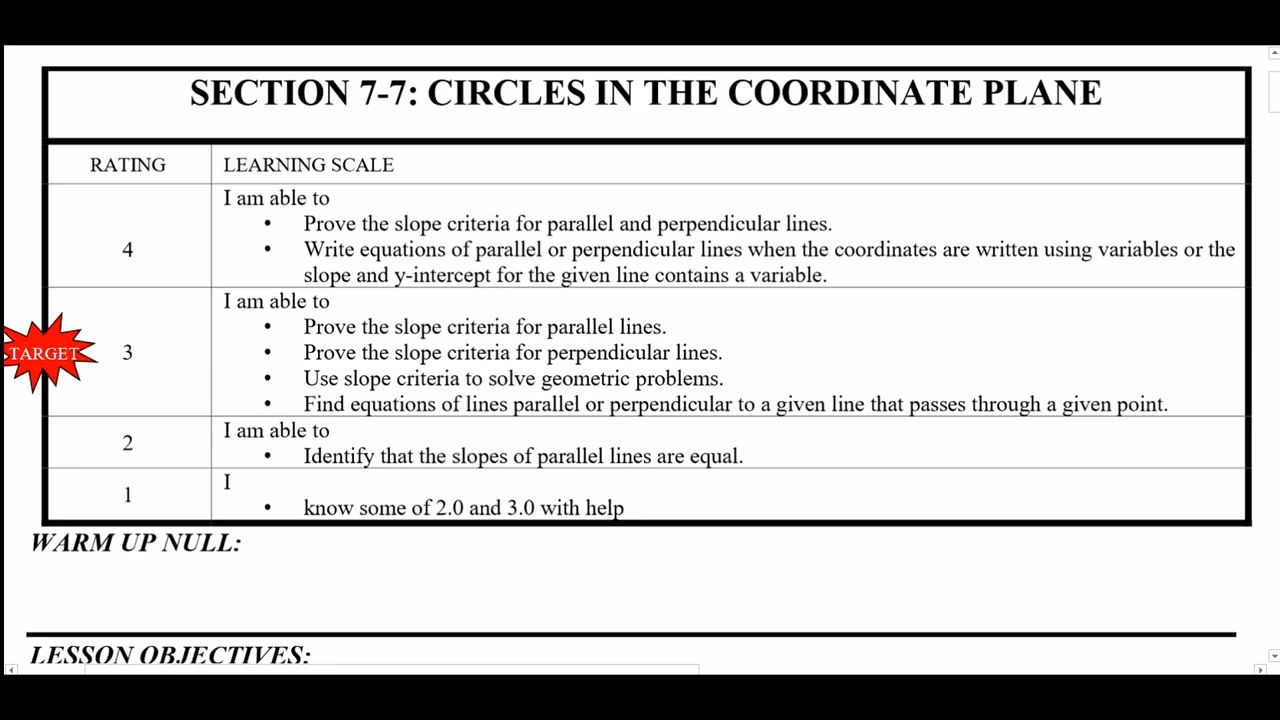 SECTION 7-7: CIRCLES IN THE COORDINATE PLANE
RATING
LEARNING SCALE
4
I am able to
• Prove the slope criteria for parallel and perpendicular lines.
• Write equations of parallel or perpendicular lines when the coordinates are written using variables or the
slope and y-intercept for the given line contains a variable.
TARGET
3
I am able to
• Prove the slope criteria for parallel lines.
• Prove the slope criteria for perpendicular lines.
• Use slope criteria to solve geometric problems.
• Find equations of lines parallel or perpendicular to a given line that passes through a given point.
2
I am able to
• Identify that the slopes of parallel lines are equal.
1
I
• know some of 2.0 and 3.0 with help
WARM UP NULL:
LESSON OBJECTIVES: